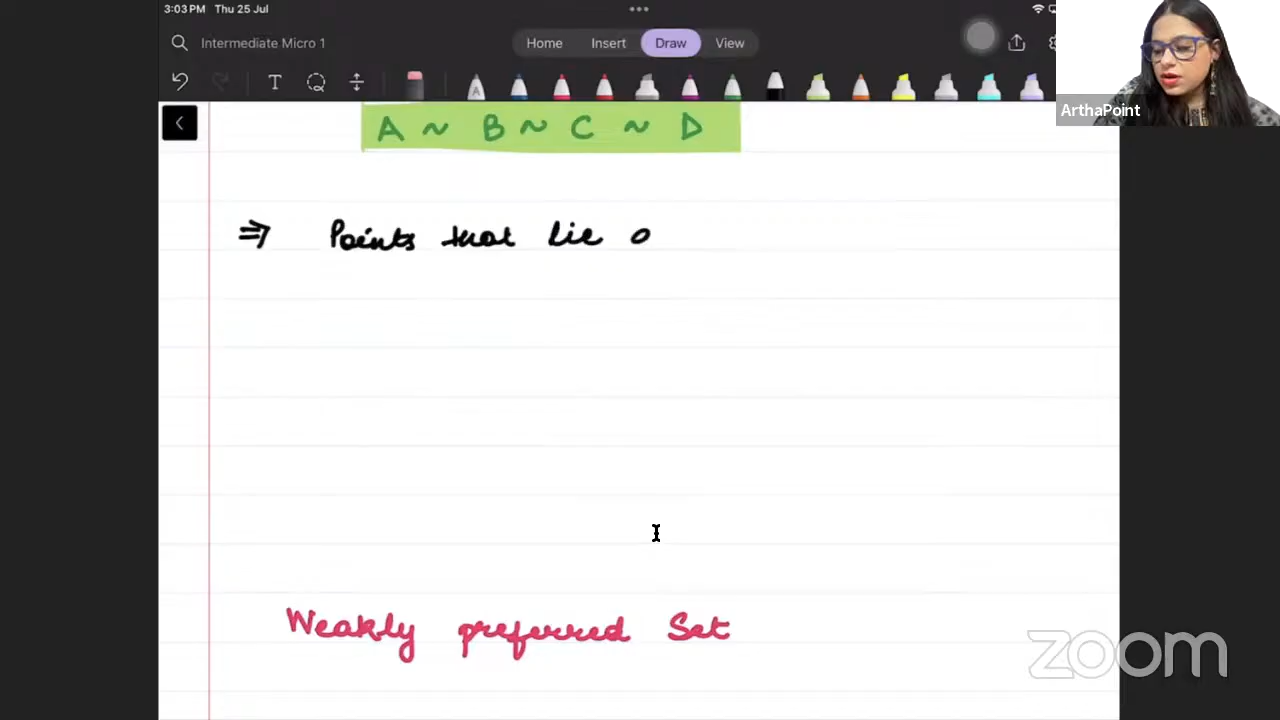 3:03 PM Thu 25 Jul
Intermediate Micro 1
Home Insert Draw View
T
A
ArthaPoint
A ~ B ~ C ~ D
⇒ Points that lie o
Weakly preferred Set
zoom